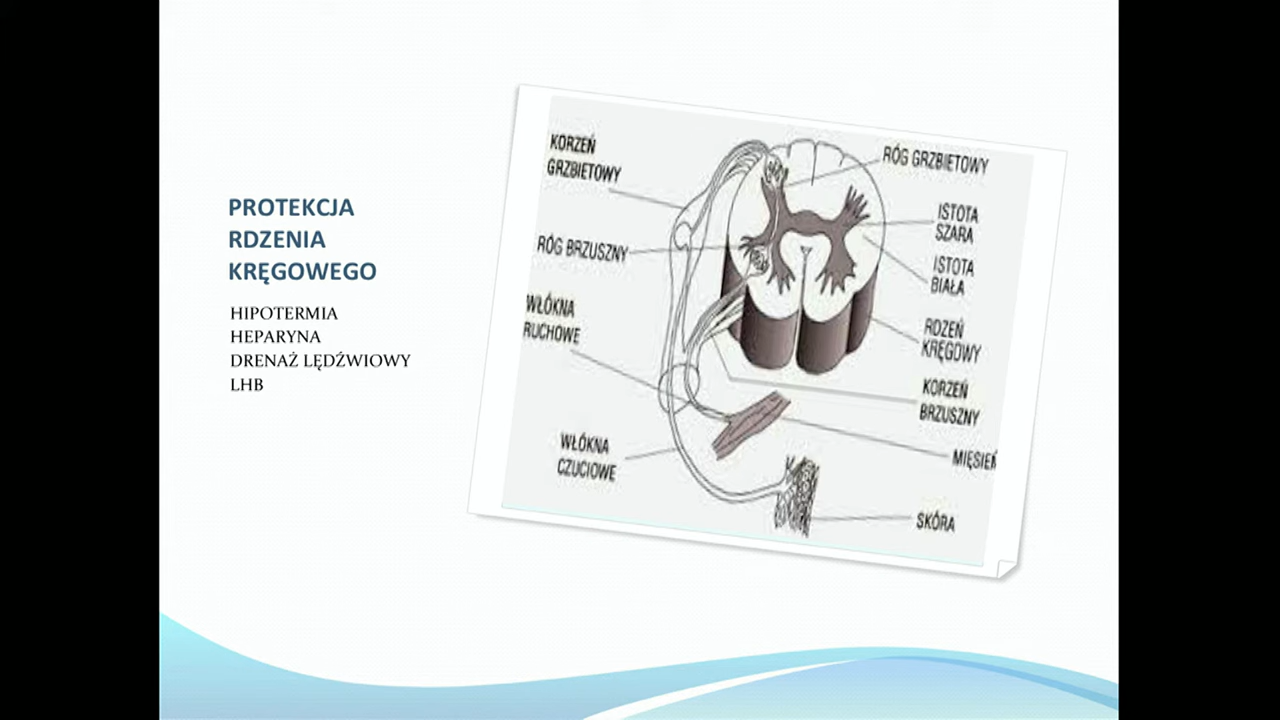 PROTEKCJA
RDZENIA
KRĘGOWEGO
HIPOTERMIA
HEPARYNA
DRENAŻ LĘDŹWIOWY
LHB
KORZEŃ
GRZBIETOWY
RÓG BRZUSZNY
WŁÓKNA
RUCHOWE
WŁÓKNA
CZUCIOWE
RÓG GRZBIETOWY
ISTOTA
SZARA
ISTOTA
BIAŁA
RDZEŃ
KRĘGOWY
KORZEŃ
BRZUSZNY
MIĘSIEŃ
SKÓRA